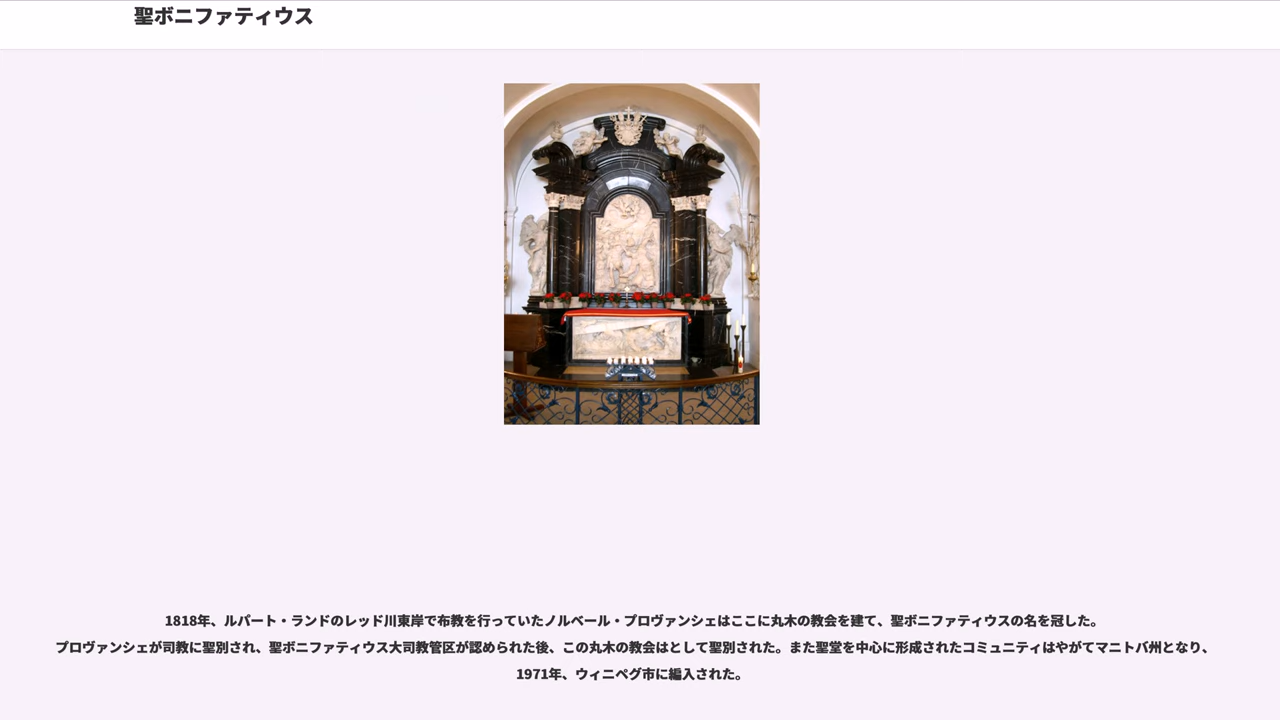 聖ボニファティウス
1818年、ルパート・ランドのレッド川東岸で布教を行っていたノルベール・プロヴァンシェはここに丸木の教会を建て、聖ボニファティウスの名を冠した。
プロヴァンシェが司教に聖別され、聖ボニファティウス大司教管区が認められた後、この丸木の教会はとして聖別された。また聖堂を中心に形成されたコミュニティはやがてマニトバ州となり、
1971年、ウィニペグ市に編入された。